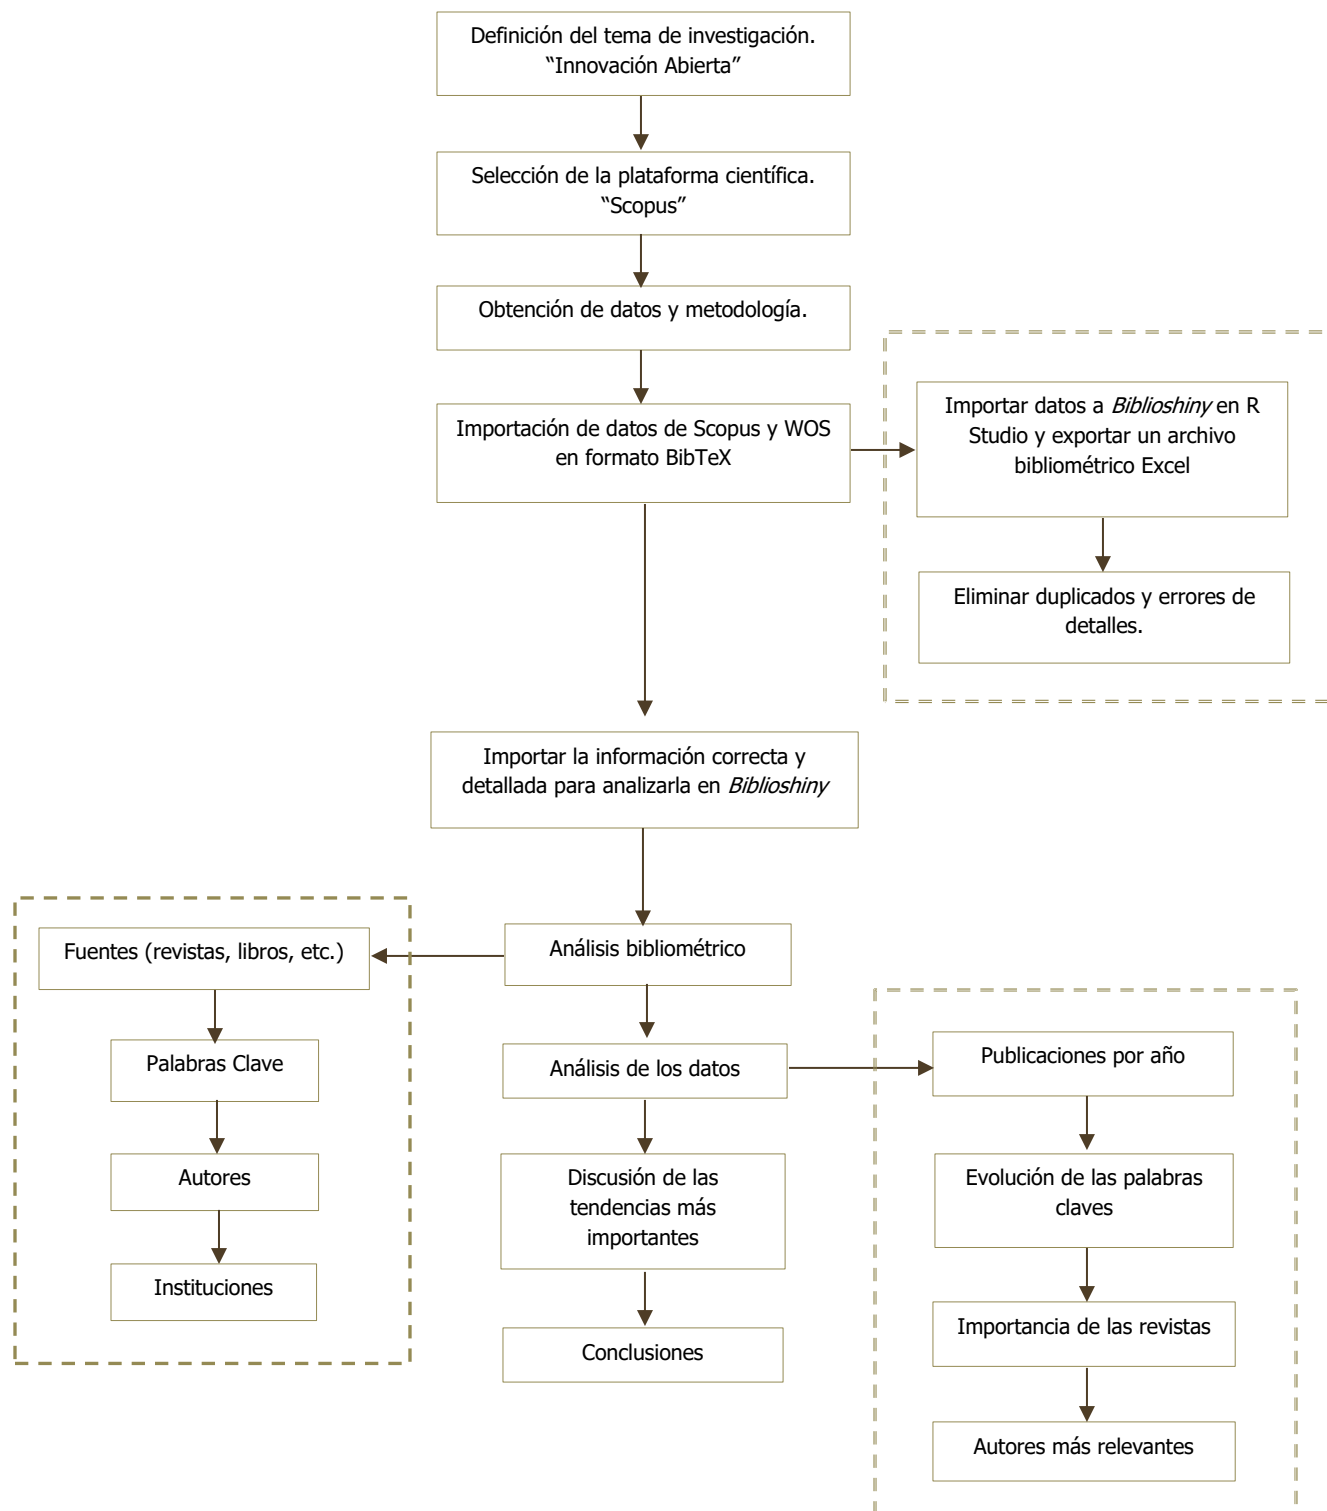 Definición del tema de investigación.
“Innovación Abierta”
Selección de la plataforma científica.
“Scopus”
Obtención de datos y metodología.
Importación de datos de Scopus y WOS
en formato BibTeX
Importar datos a Biblioshiny en R
Studio y exportar un archivo
bibliométrico Excel
Eliminar duplicados y errores de
detalles.
Importar la información correcta y
detallada para analizarla en Biblioshiny
Análisis bibliométrico
Fuentes (revistas, libros, etc.)
Palabras Clave
Autores
Instituciones
Análisis de los datos
Publicaciones por año
Evolución de las palabras
claves
Importancia de las revistas
Autores más relevantes
Discusión de las
tendencias más
importantes
Conclusiones